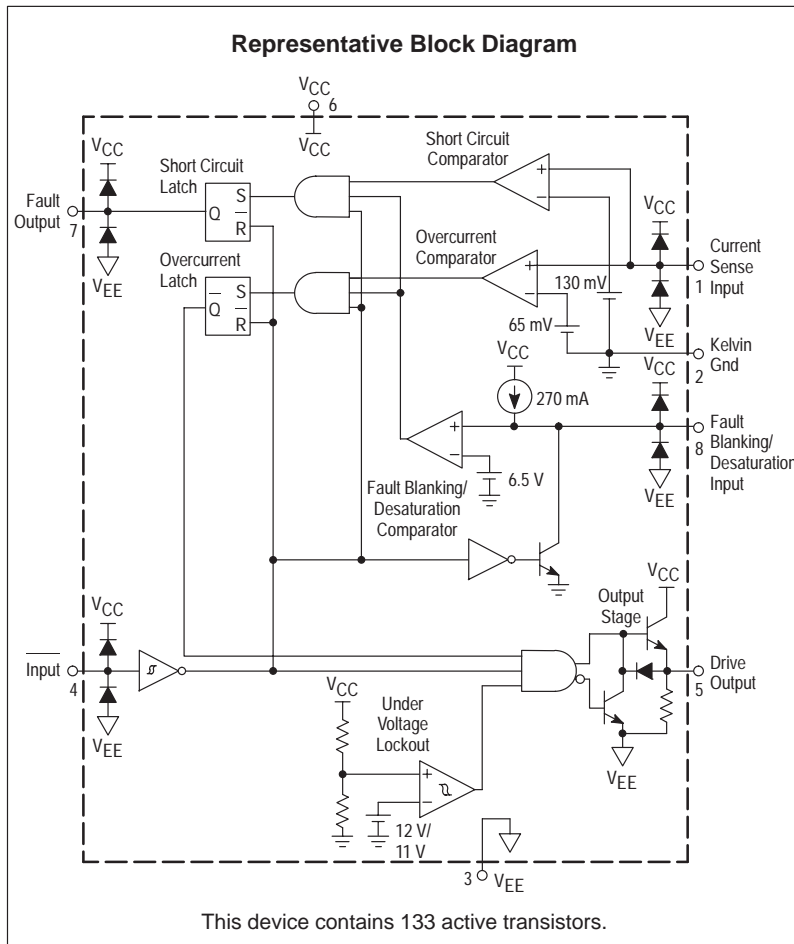 Representative Block Diagram
VCC
6
VCC
VCC
Short Circuit
Latch
Short Circuit
Comparator
Fault
Output
7
VEE
S
Q
R
+
–
VCC
Current
Sense
Input
1
VEE
Overcurrent
Latch
Overcurrent
Comparator
Q
S
R
+
–
130 mV
65 mV
Kelvin
Gnd
2
VCC
270 mA
VCC
Fault
Blanking/
Desaturation
Input
8
VEE
+
–
6.5 V
Fault Blanking/
Desaturation
Comparator
VCC
Input
4
VEE
Output
Stage
VCC
Drive
Output
5
VEE
VCC
Under
Voltage
Lockout
+
–
12 V/
11 V
3
VEE
This device contains 133 active transistors.